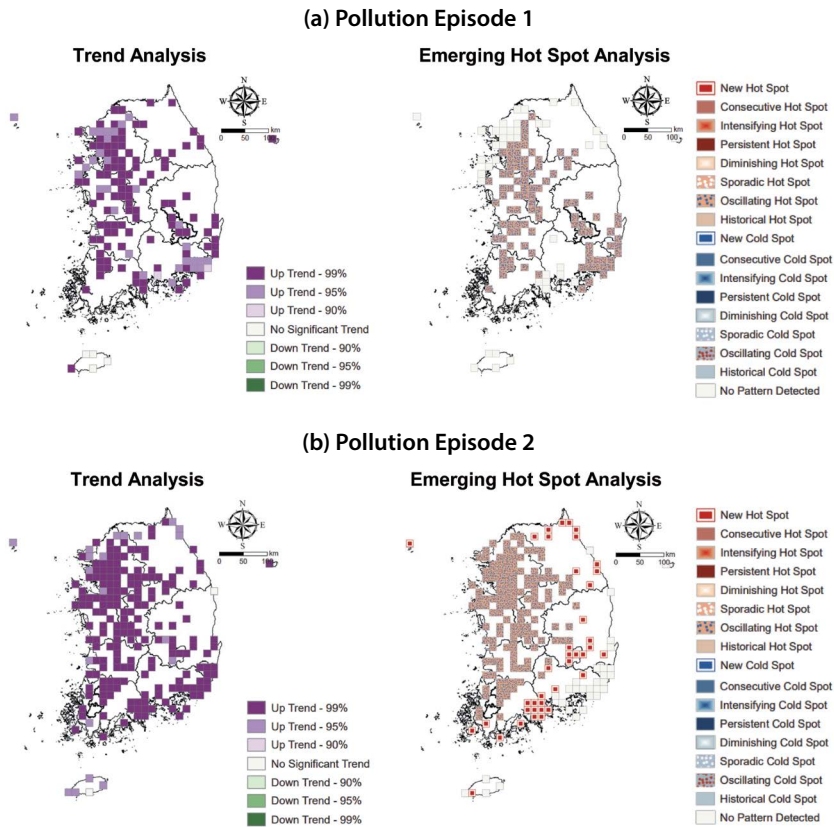 (a) Pollution Episode 1
Trend Analysis
N
W E
S
0 50 100
km
Up Trend - 99%
Up Trend - 95%
Up Trend - 90%
No Significant Trend
Down Trend - 90%
Down Trend - 95%
Down Trend - 99%
Emerging Hot Spot Analysis
N
W E
S
0 50 100
km
New Hot Spot
Consecutive Hot Spot
Intensifying Hot Spot
Persistent Hot Spot
Diminishing Hot Spot
Sporadic Hot Spot
Oscillating Hot Spot
Historical Hot Spot
New Cold Spot
Consecutive Cold Spot
Intensifying Cold Spot
Persistent Cold Spot
Diminishing Cold Spot
Sporadic Cold Spot
Oscillating Cold Spot
Historical Cold Spot
No Pattern Detected
(b) Pollution Episode 2
Trend Analysis
N
W E
S
0 50 100
km
Up Trend - 99%
Up Trend - 95%
Up Trend - 90%
No Significant Trend
Down Trend - 90%
Down Trend - 95%
Down Trend - 99%
Emerging Hot Spot Analysis
N
W E
S
0 50 100
km
New Hot Spot
Consecutive Hot Spot
Intensifying Hot Spot
Persistent Hot Spot
Diminishing Hot Spot
Sporadic Hot Spot
Oscillating Hot Spot
Historical Hot Spot
New Cold Spot
Consecutive Cold Spot
Intensifying Cold Spot
Persistent Cold Spot
Diminishing Cold Spot
Sporadic Cold Spot
Oscillating Cold Spot
Historical Cold Spot
No Pattern Detected